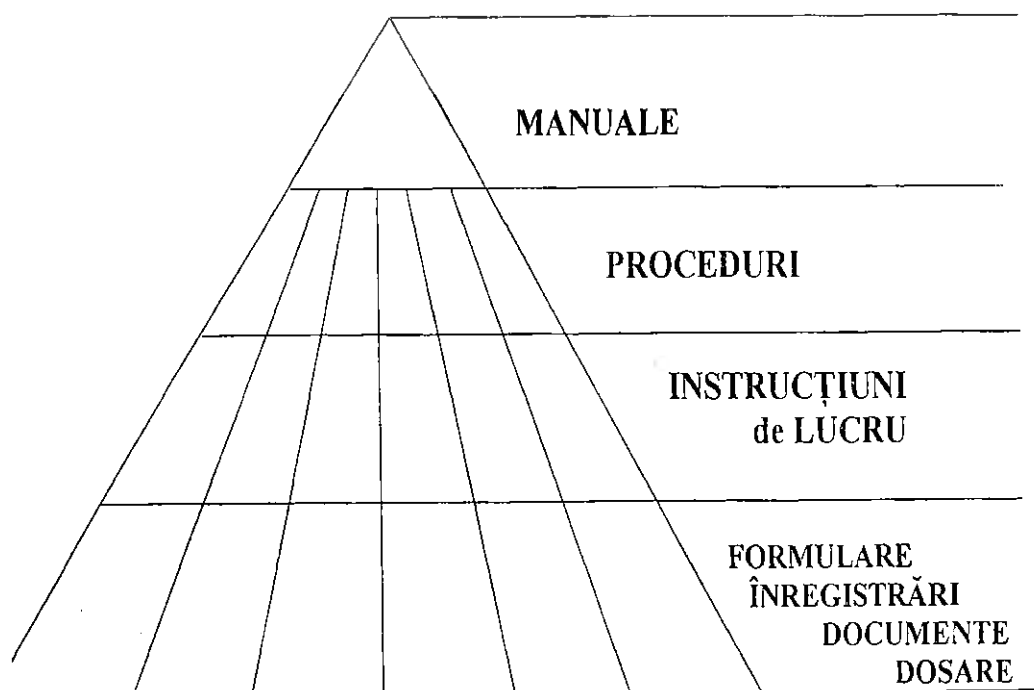 MANUALE
PROCEDURI
INSTRUCȚIUNI
de LUCRU
FORMULARE
ÎNREGISTRĂRI
DOCUMENTE
DOSARE